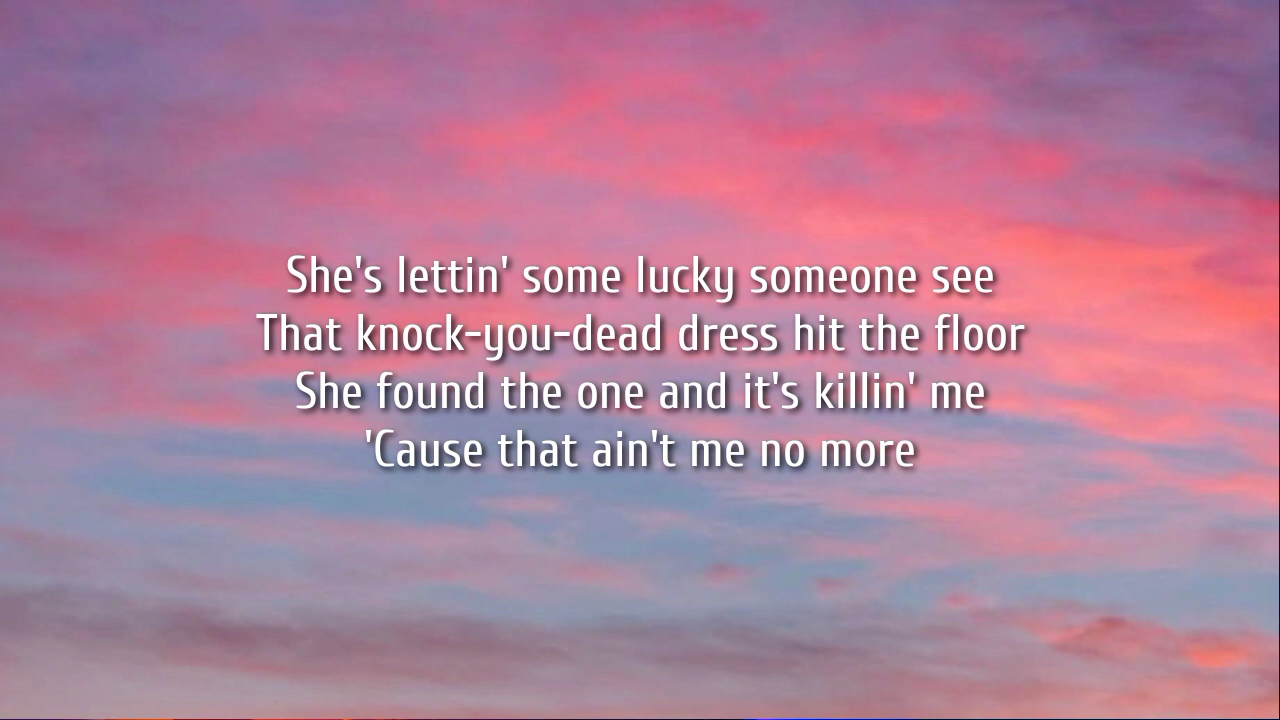 She's lettin' some lucky someone see
That knock-you-dead dress hit the floor
She found the one and it's killin' me
'Cause that ain't me no more